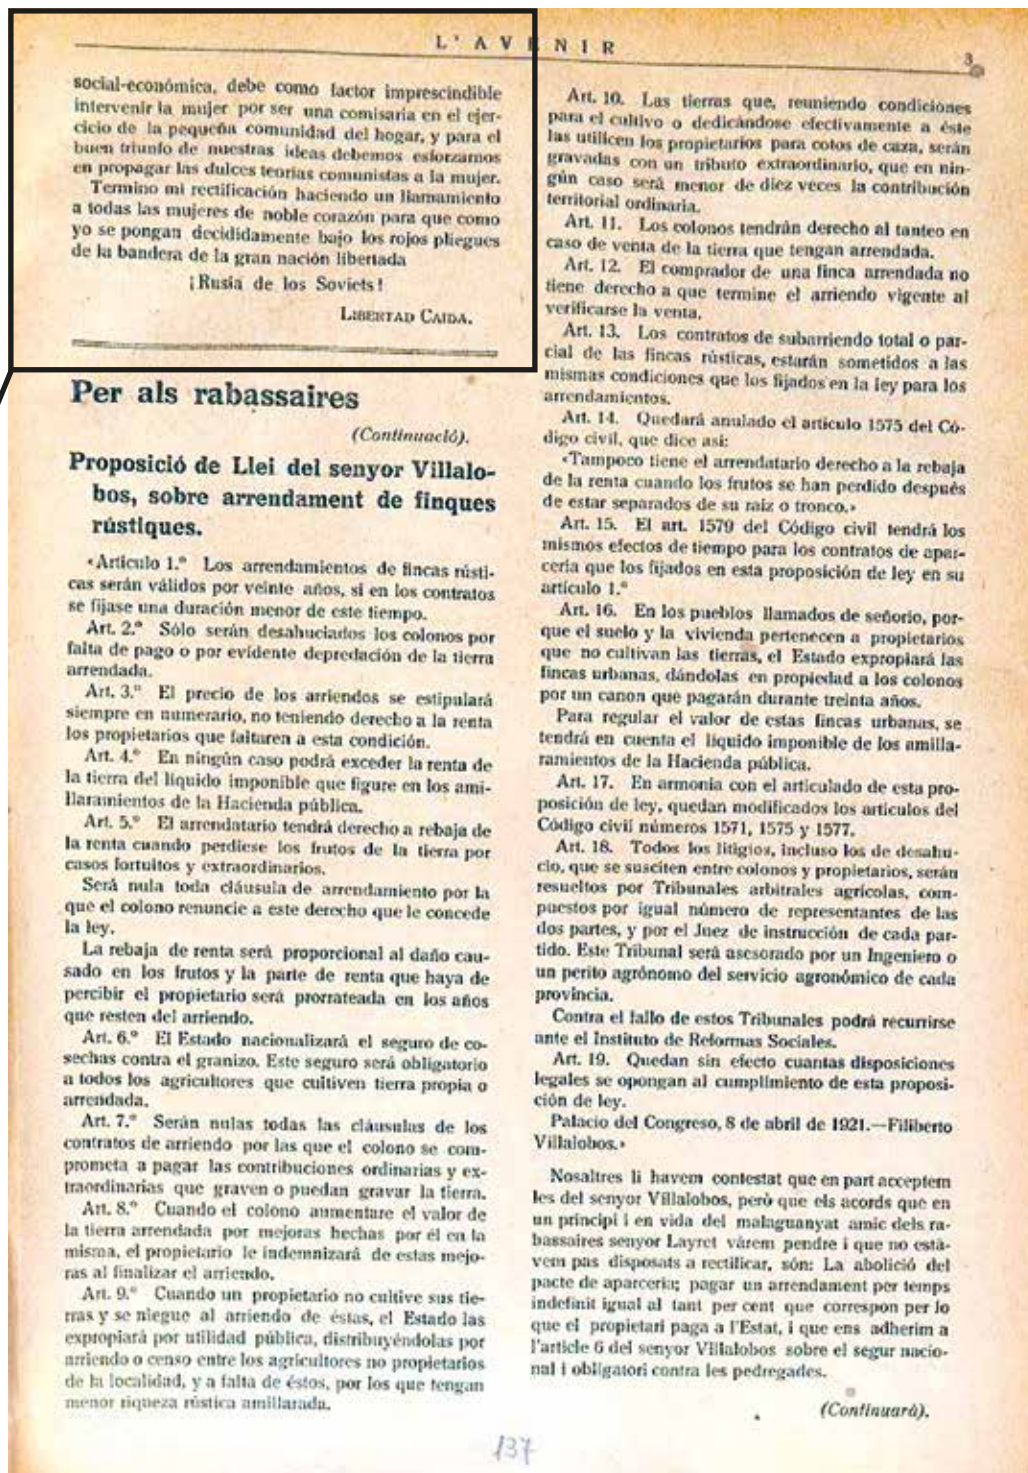 L'AVENIR
3
social-económica, debe como factor imprescindible
intervenir la mujer por ser una comisaria en el ejer-
cicio de la pequeña comunidad del hogar, y para el
buen triunfo de nuestras ideas debemos esforzarnos
en propagar las dulces teorías comunistas a la mujer.
Termino mi rectificación haciendo un llamamiento
a todas las mujeres de noble corazón para que como
yo se pongan decididamente bajo los rojos pliegues
de la bandera de la gran nación libertada
¡Rusia de los Soviets!
LIBERTAD CAIDA.
Per als rabassaires
(Continuació).
Proposició de Llei del senyor Villalo-
bos, sobre arrendament de finques
rústiques.
«Artículo 1.º Los arrendamientos de fincas rústi-
cas serán válidos por veinte años, si en los contratos
se fijase una duración menor de este tiempo.
Art. 2.º Sólo serán desahuciados los colonos por
falta de pago o por evidente depredación de la tierra
arrendada.
Art. 3.º El precio de los arriendos se estipulará
siempre en numerario, no teniendo derecho a la renta
los propietarios que faltaren a esta condición.
Art. 4.º En ningún caso podrá exceder la renta de
la tierra del líquido imponible que figure en los ami-
llaramientos de la Hacienda pública.
Art. 5.º El arrendatario tendrá derecho a rebaja de
la renta cuando perdiese los frutos de la tierra por
casos fortuitos y extraordinarios.
Será nula toda cláusula de arrendamiento por la
que el colono renuncie a este derecho que le concede
la ley.
La rebaja de renta será proporcional al daño cau-
sado en los frutos y la parte de renta que haya de
percibir el propietario será prorrateada en los años
que resten del arriendo.
Art. 6.º El Estado nacionalizará el seguro de co-
sechas contra el granizo. Este seguro será obligatorio
a todos los agricultores que cultiven tierra propia o
arrendada.
Art. 7.º Serán nulas todas las cláusulas de los
contratos de arriendo por las que el colono se com-
prometa a pagar las contribuciones ordinarias y ex-
traordinarias que graven o puedan gravar la tierra.
Art. 8.º Cuando el colono aumentare el valor de
la tierra arrendada por mejoras hechas por él en la
misma, el propietario le indemnizará de estas mejo-
ras al finalizar el arriendo.
Art. 9.º Cuando un propietario no cultive sus tie-
rras y se niegue al arriendo de éstas, el Estado las
expropiará por utilidad pública, distribuyéndolas por
arriendo o censo entre los agricultores no propietarios
de la localidad, y a falta de éstos, por los que tengan
menor riqueza rústica amillarada.
Art. 10. Las tierras que, reuniendo condiciones
para el cultivo o dedicándose efectivamente a éste
las utilicen los propietarios para cotos de caza, serán
gravadas con un tributo extraordinario, que en nin-
gún caso será menor de diez veces la contribución
territorial ordinaria.
Art. 11. Los colonos tendrán derecho al tanteo en
caso de venta de la tierra que tengan arrendada.
Art. 12. El comprador de una finca arrendada no
tiene derecho a que termine el arriendo vigente al
verificarse la venta.
Art. 13. Los contratos de subarriendo total o par-
cial de las fincas rústicas, estarán sometidos a las
mismas condiciones que los fijados en la ley para los
arrendamientos.
Art. 14. Quedará anulado el artículo 1575 del Có-
digo civil, que dice así:
«Tampoco tiene el arrendatario derecho a la rebaja
de la renta cuando los frutos se han perdido después
de estar separados de su raíz o tronco.»
Art. 15. El art. 1579 del Código civil tendrá los
mismos efectos de tiempo para los contratos de apar-
cería que los fijados en esta proposición de ley en su
artículo 1.º
Art. 16. En los pueblos llamados de señorío, por-
que el suelo y la vivienda pertenecen a propietarios
que no cultivan las tierras, el Estado expropiará las
fincas urbanas, dándolas en propiedad a los colonos
por un canon que pagarán durante treinta años.
Para regular el valor de estas fincas urbanas, se
tendrá en cuenta el líquido imponible de los amilla-
ramientos de la Hacienda pública.
Art. 17. En armonía con el articulado de esta pro-
posición de ley, quedan modificados los artículos del
Código civil números 1571, 1575 y 1577.
Art. 18. Todos los litigios, incluso los de desahu-
cio, que se susciten entre colonos y propietarios, serán
resueltos por Tribunales arbitrales agrícolas, com-
puestos por igual número de representantes de las
dos partes, y por el Juez de instrucción de cada par-
tido. Este Tribunal será asesorado por un Ingeniero o
un perito agrónomo del servicio agronómico de cada
provincia.
Contra el fallo de estos Tribunales podrá recurrirse
ante el Instituto de Reformas Sociales.
Art. 19. Quedan sin efecto cuantas disposiciones
legales se opongan al cumplimiento de esta proposi-
ción de ley.
Palacio del Congreso, 8 de abril de 1921.—Filiberto
Villalobos.»
Nosaltres li havem contestat que en part acceptem
les del senyor Villalobos, però que els acords que en
un principi i en vida del malaguanyat amic dels ra-
bassaires senyor Layret vàrem pendre i que no està-
vem pas disposats a rectificar, són: La abolició del
pacte de aparceria; pagar un arrendament per temps
indefinit igual al tant per cent que correspon per lo
que el propietari paga a l'Estat, i que ens adherim a
l'article 6 del senyor Villalobos sobre el segur nacio-
nal i obligatori contra les pedregades.
(Continuarà).
137